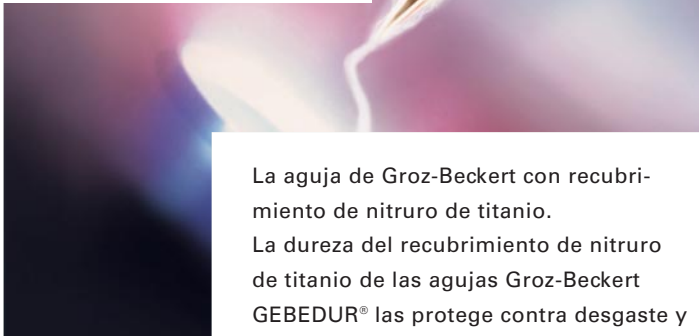 La aguja de Groz-Beckert con recubri-
miento de nitruro de titanio.
La dureza del recubrimiento de nitruro
de titanio de las agujas Groz-Beckert
GEBEDUR® las protege contra desgaste y